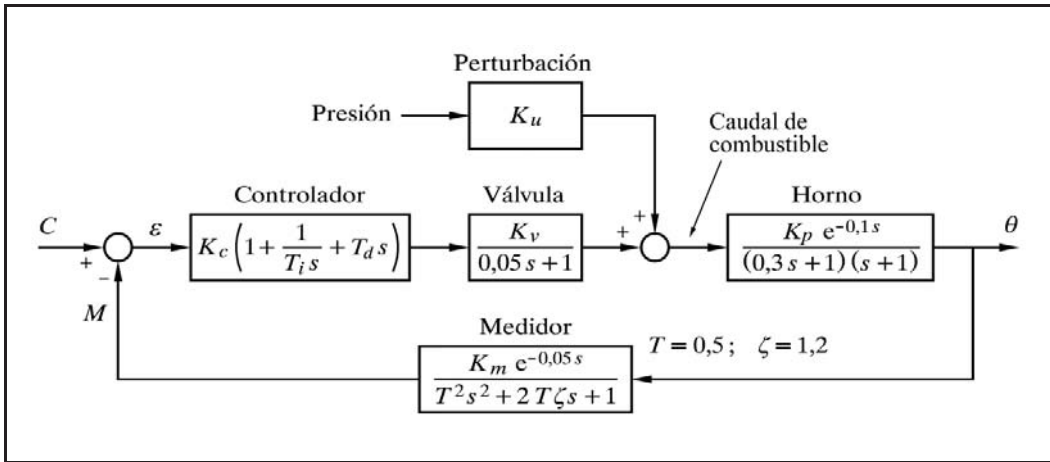 Perturbación
Presión
K_u
Caudal de
combustible
Controlador
Válvula
Horno
C
ε
K_c (1 + 1/(T_i s) + T_d s)
K_v
0,05 s + 1
K_p e^{-0,1 s}
(0,3 s + 1) (s + 1)
θ
+
-
+
+
M
Medidor
K_m e^{-0,05 s}
T^2 s^2 + 2 T ζ s + 1
T = 0,5 ; ζ = 1,2